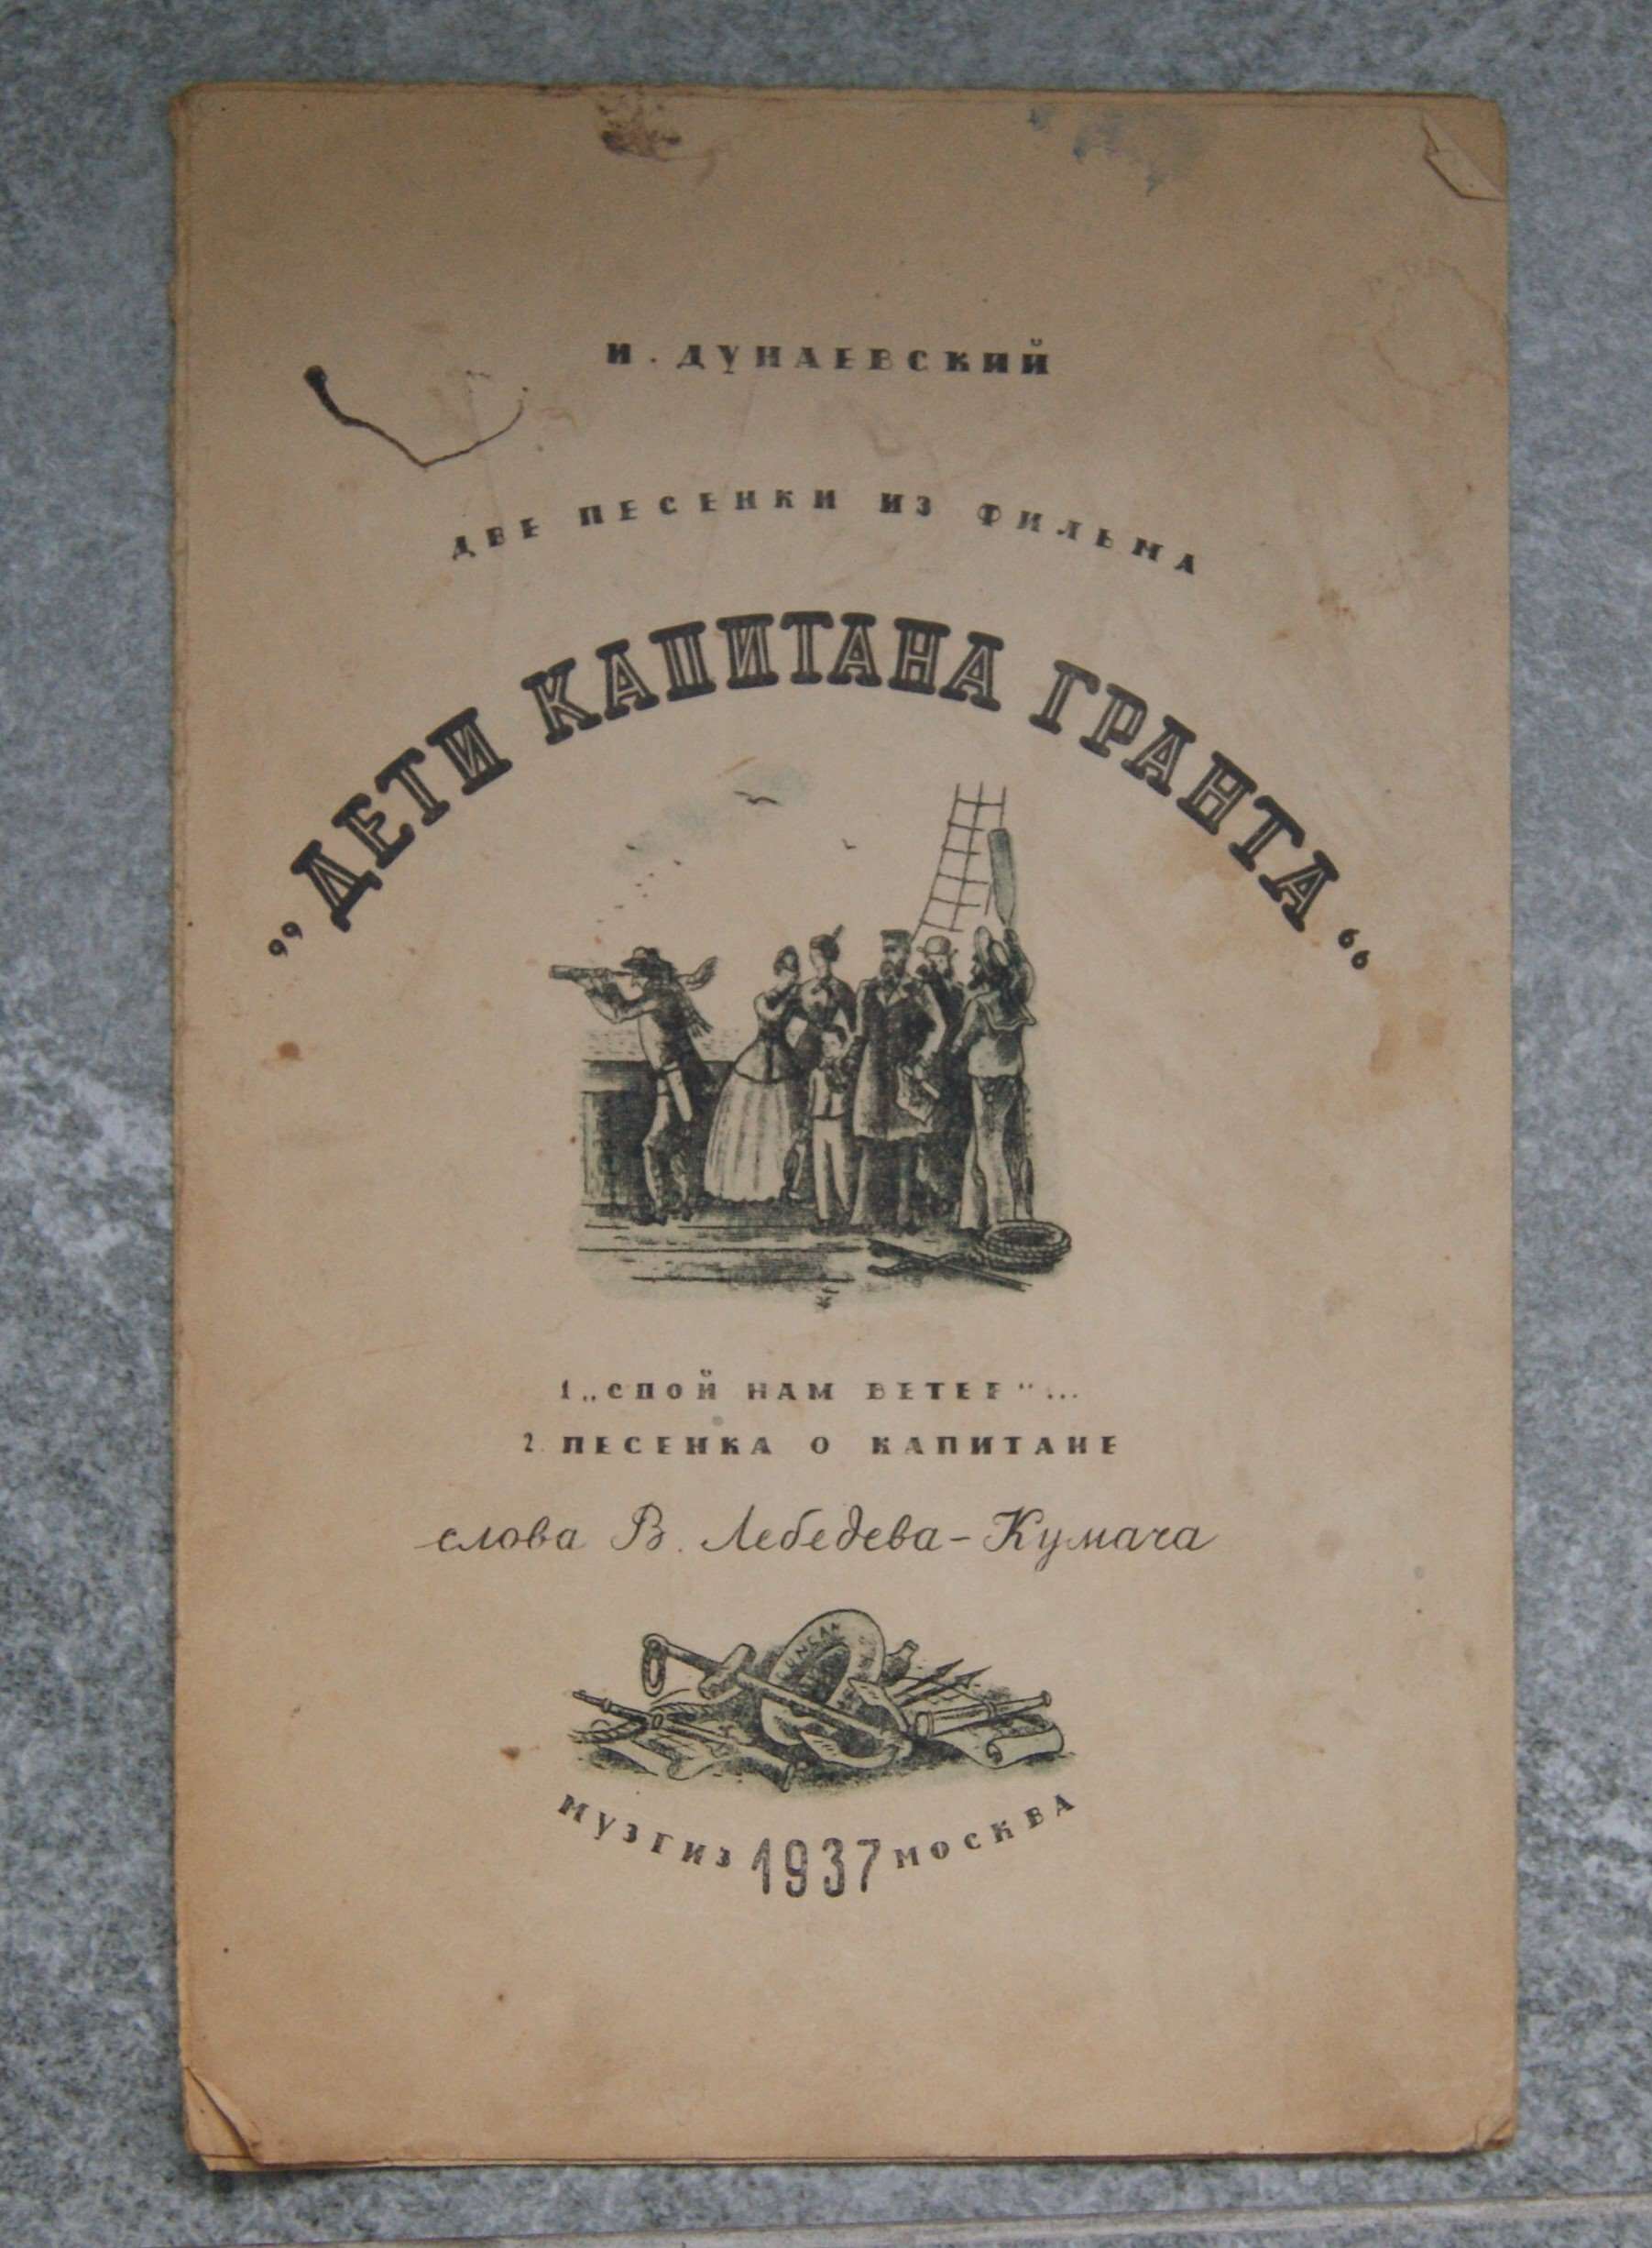 И. ДУНАЕВСКИЙ
ДВЕ ПЕСЕНКИ ИЗ ФИЛЬМА
"ДЕТИ КАПИТАНА ГРАНТА"
1. „СПОЙ НАМ ВЕТЕР"...
2. ПЕСЕНКА О КАПИТАНЕ
слова В. Лебедева-Кумача
UNCAN
МУЗГИЗ 1937 МОСКВА